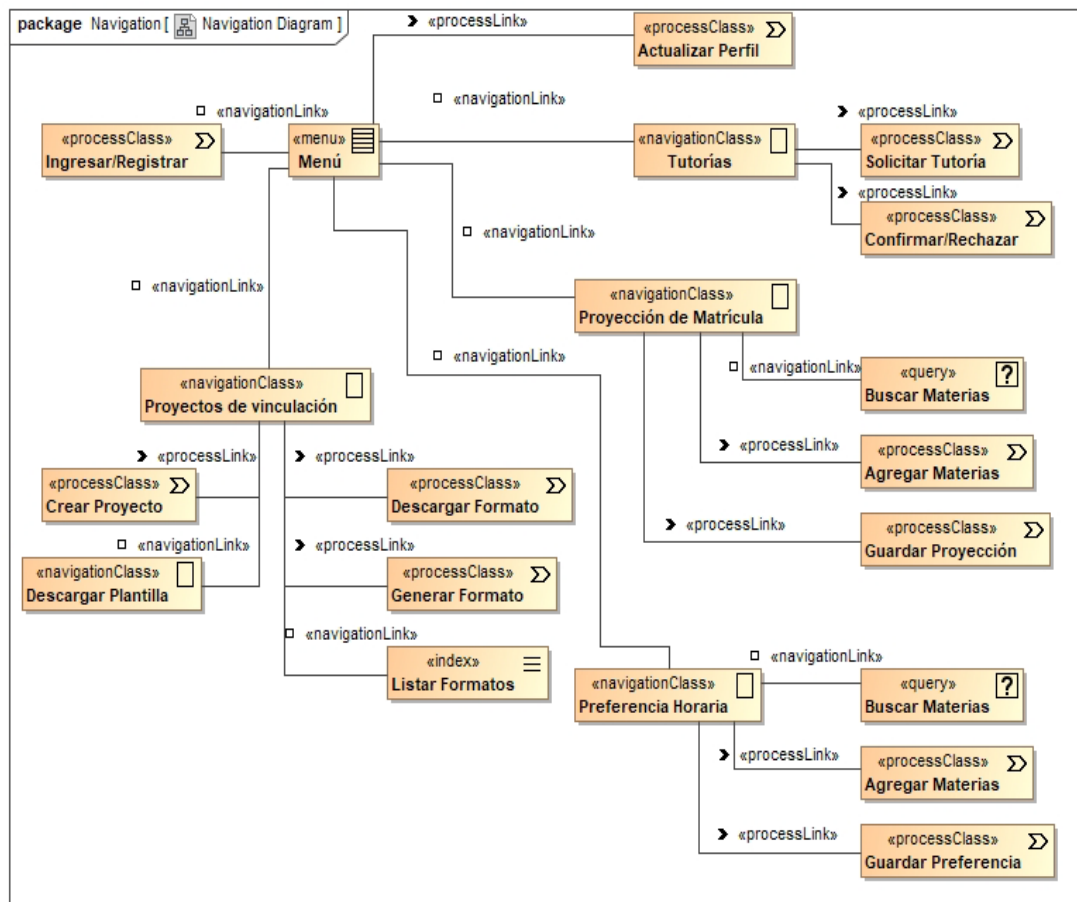 package Navigation [ Navigation Diagram ]
«processLink»
«processClass»
Actualizar Perfil
«navigationLink»
«navigationLink»
«processLink»
«processClass»
Ingresar/Registrar
«menu»
Menú
«navigationClass»
Tutorías
«processClass»
Solicitar Tutoría
«processLink»
«processClass»
Confirmar/Rechazar
«navigationLink»
«navigationLink»
«navigationClass»
Proyección de Matrícula
«navigationLink»
«navigationLink»
«query»
Buscar Materias
«navigationClass»
Proyectos de vinculación
«processLink»
«processClass»
Agregar Materias
«processLink»
«processLink»
«processClass»
Crear Proyecto
«processClass»
Descargar Formato
«processLink»
«processClass»
Guardar Proyección
«navigationLink»
«processLink»
«navigationClass»
Descargar Plantilla
«processClass»
Generar Formato
«navigationLink»
«index»
Listar Formatos
«navigationLink»
«navigationClass»
Preferencia Horaria
«query»
Buscar Materias
«processLink»
«processClass»
Agregar Materias
«processLink»
«processClass»
Guardar Preferencia